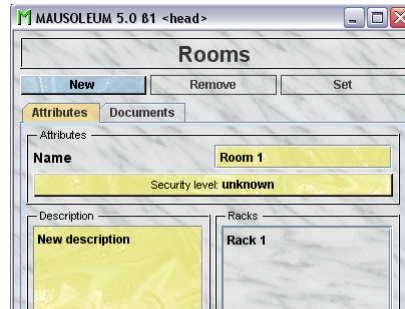 MAUSOLEUM 5.0 ß1 <head>
Rooms
New Remove Set
Attributes Documents
Attributes
Name Room 1
Security level: unknown
Description Racks
New description Rack 1